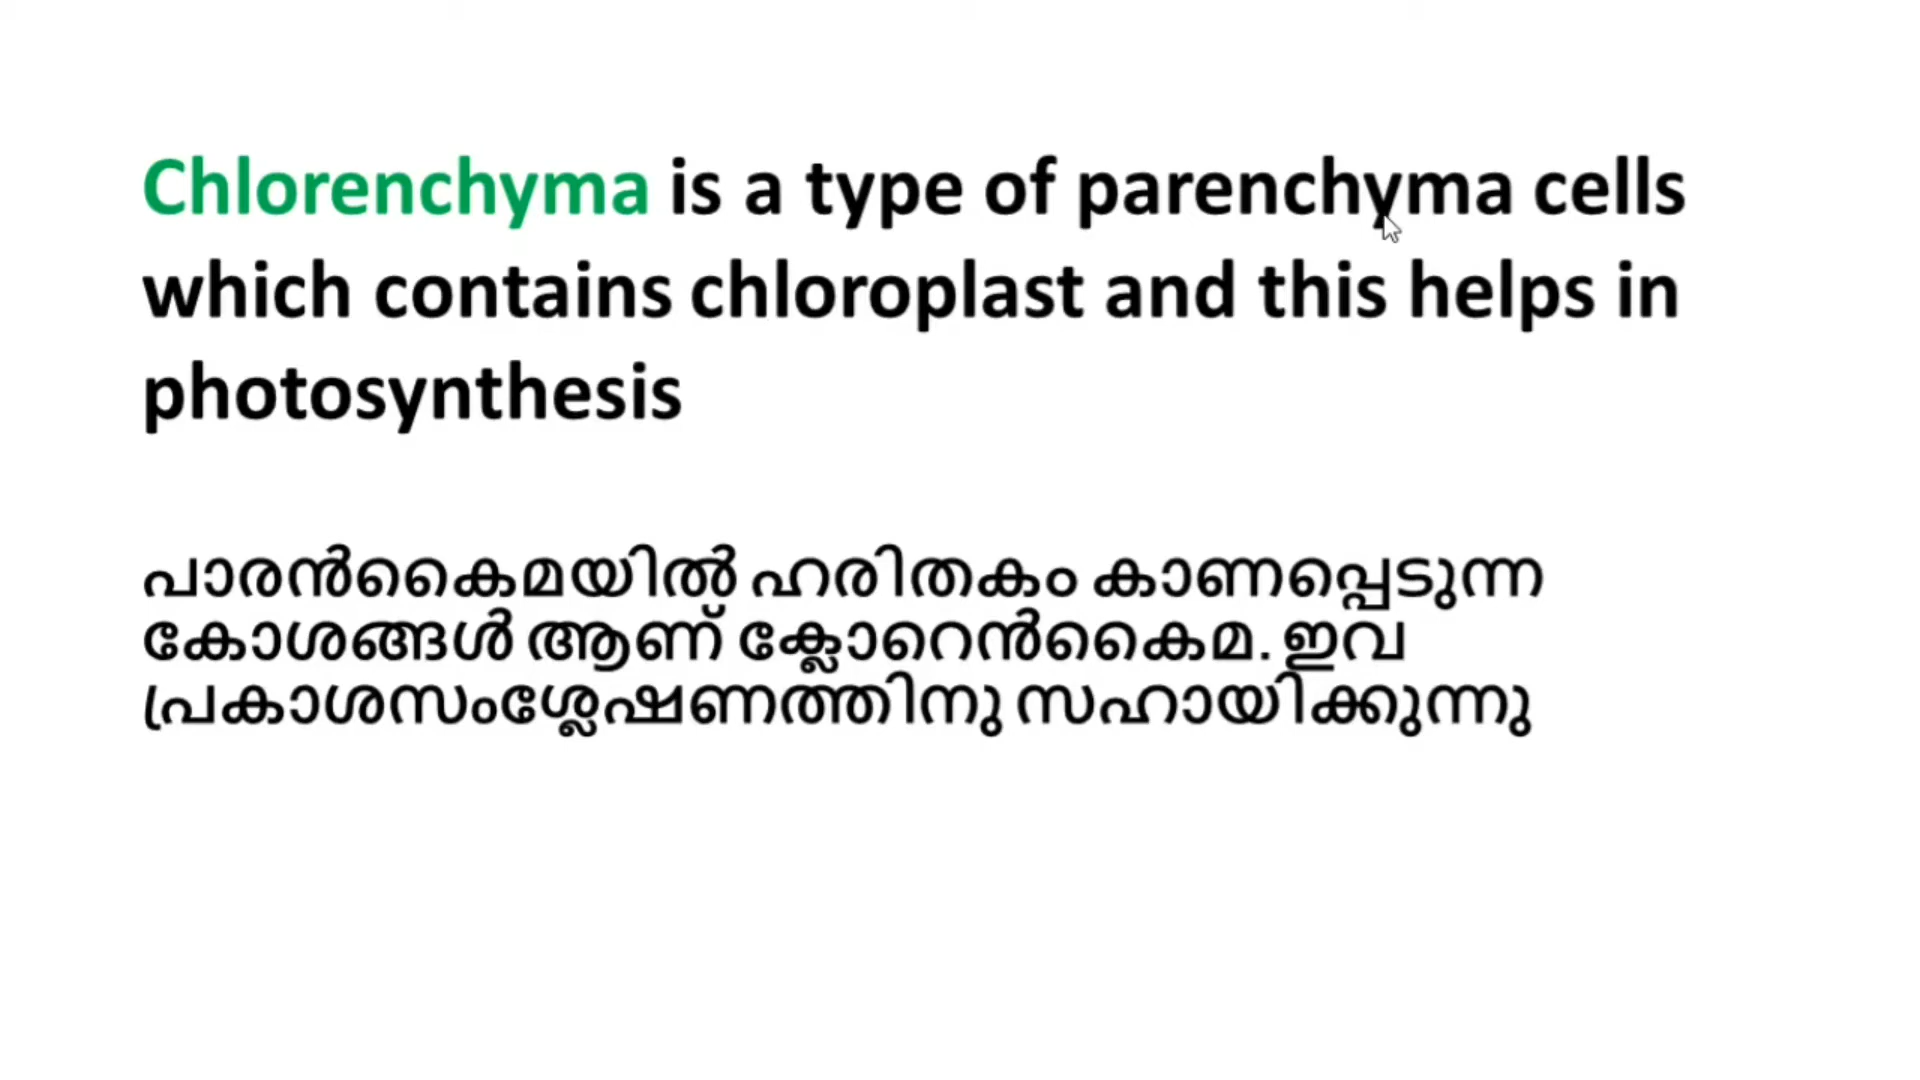 Chlorenchyma is a type of parenchyma cells
which contains chloroplast and this helps in
photosynthesis
പാരൻകൈമയിൽ ഹരിതകം കാണപ്പെടുന്ന
കോശങ്ങൾ ആണ് ക്ലോറെൻകൈമ. ഇവ
പ്രകാശസംശ്ലേഷണത്തിനു സഹായിക്കുന്നു